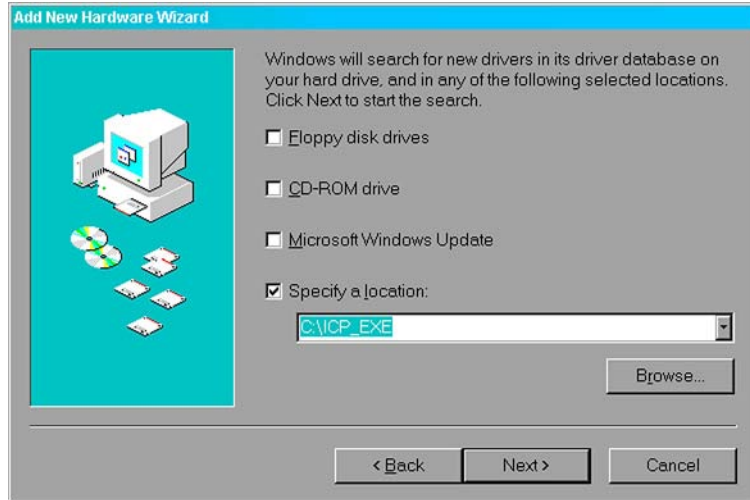 Add New Hardware Wizard
Windows will search for new drivers in its driver database on
your hard drive, and in any of the following selected locations.
Click Next to start the search.
Floppy disk drives
CD-ROM drive
Microsoft Windows Update
Specify a location:
C:\ICP_EXE
Browse...
< Back
Next >
Cancel